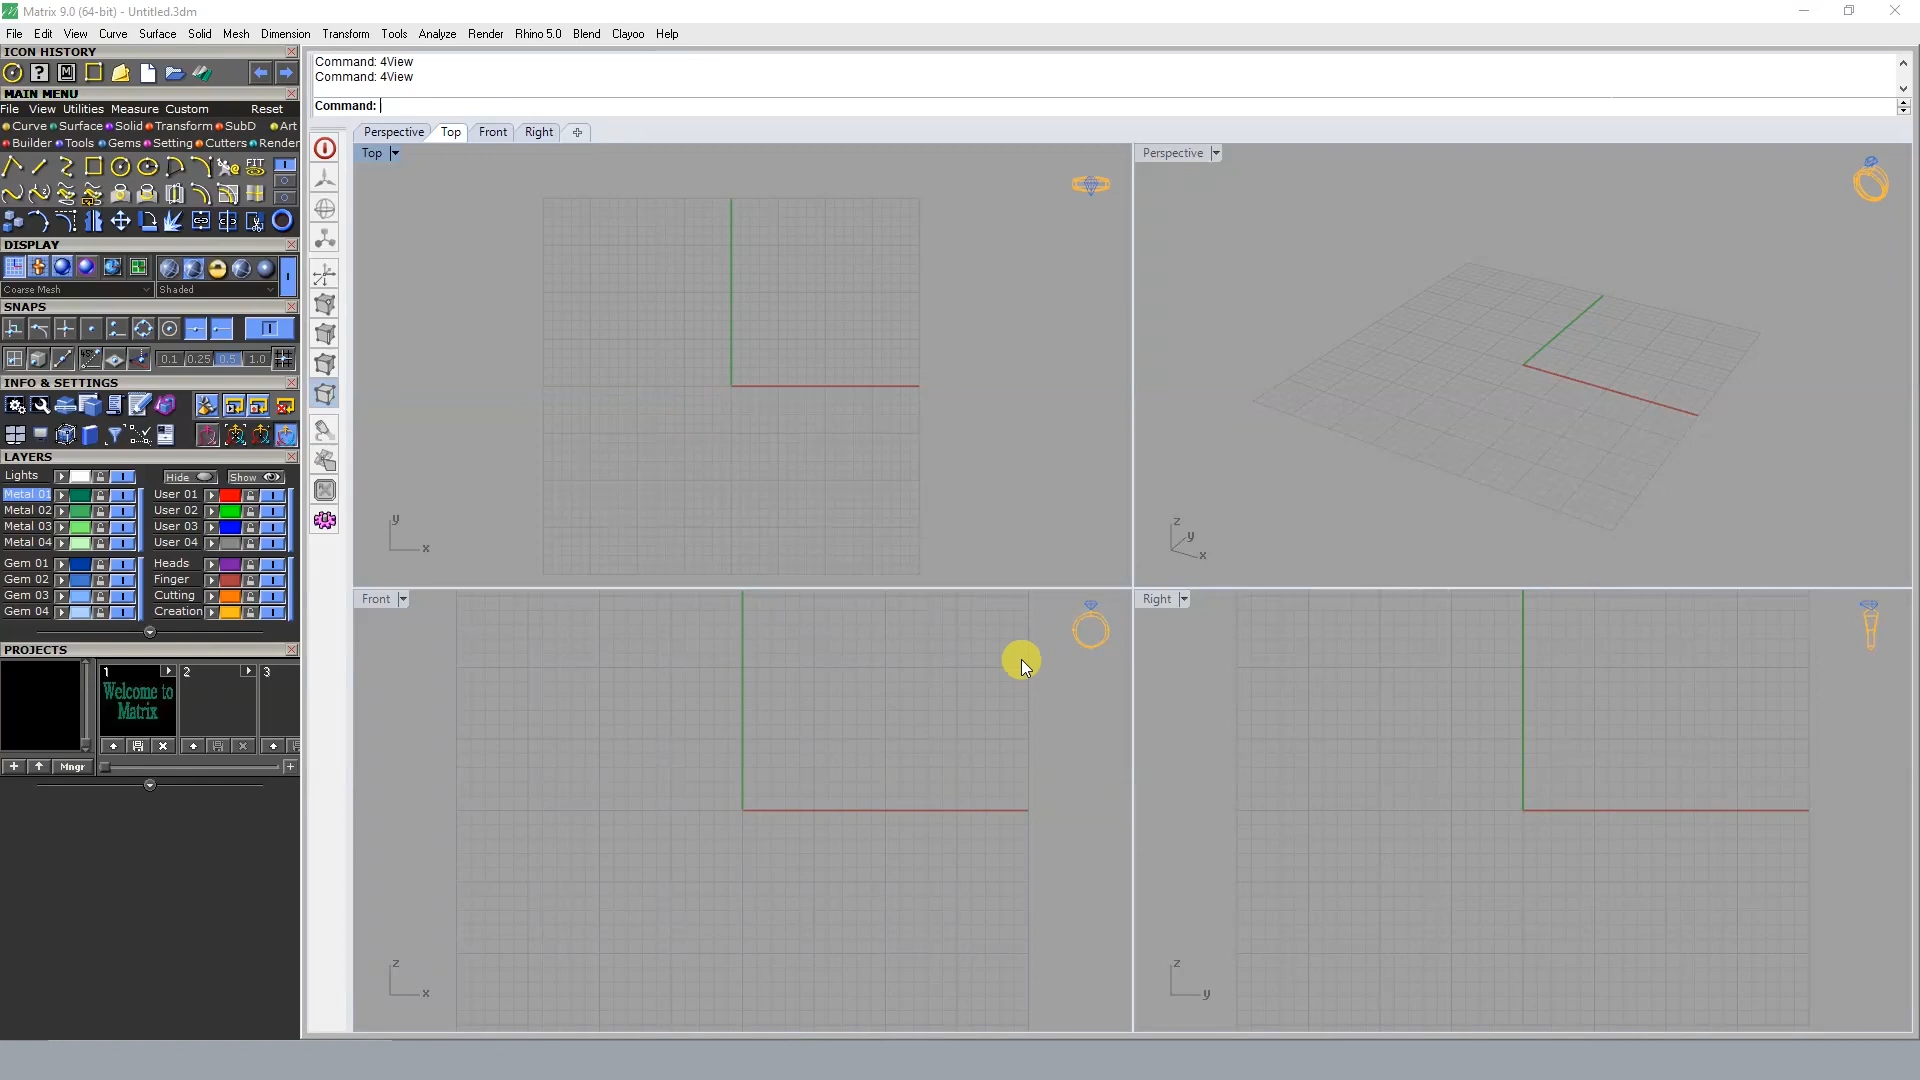 Matrix 9.0 (64-bit) - Untitled.3dm
File Edit View Curve Surface Solid Mesh Dimension Transform Tools Analyze Render Rhino 5.0 Blend Clayoo Help
ICON HISTORY
MAIN MENU
File View Utilities Measure Custom Reset
Curve Surface Solid Transform SubD Art
Builder Tools Gems Setting Cutters Render
FIT
DISPLAY
Coarse Mesh Shaded
SNAPS
0.1 0.25 0.5 1.0
INFO & SETTINGS
LAYERS
Lights Hide Show
Metal 01 User 01
Metal 02 User 02
Metal 03 User 03
Metal 04 User 04
Gem 01 Heads
Gem 02 Finger
Gem 03 Cutting
Gem 04 Creation
PROJECTS
1 2 3
Welcome to
Matrix
Mngr
Command: 4View
Command: 4View
Command:
Perspective Top Front Right
Top
y
x
Perspective
z
y
x
Front
z
x
Right
z
y